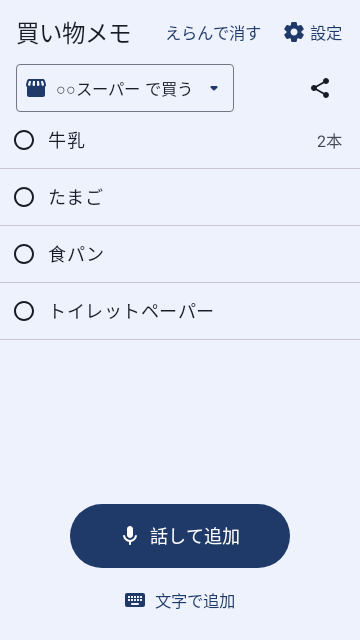 買い物メモ えらんで消す 設定
○○スーパー で買う
牛乳 2本
たまご
食パン
トイレットペーパー
話して追加
文字で追加